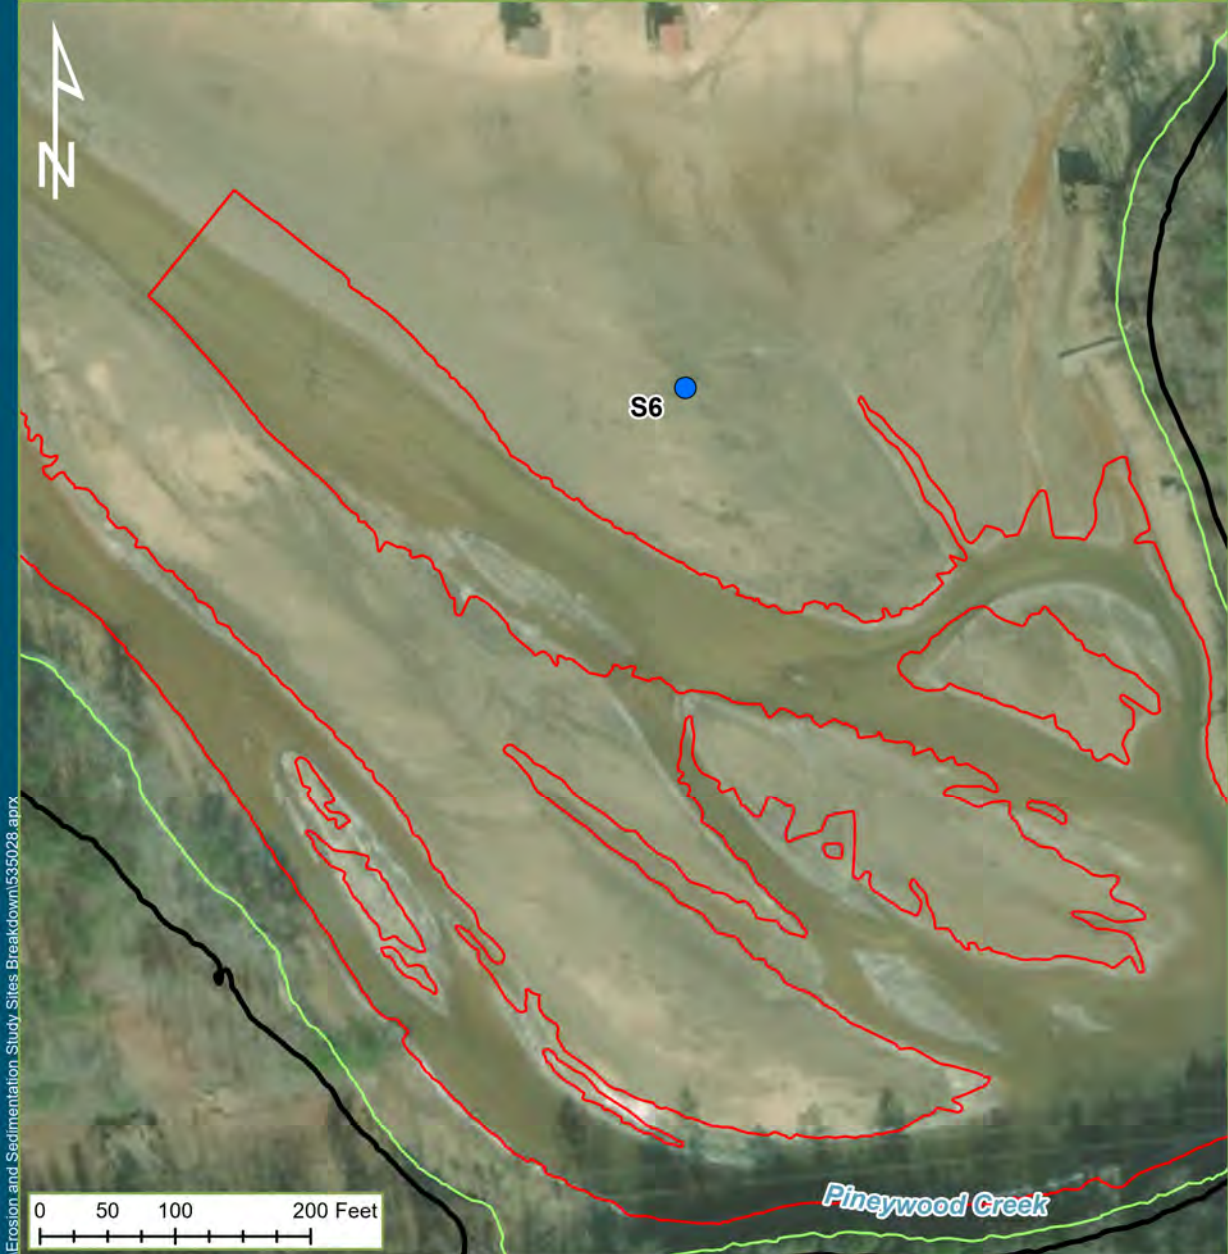 N
S6
Erosion and Sedimentation Study Sites Breakdown\535028.aprx
Pineywood Creek
0 50 100 200 Feet